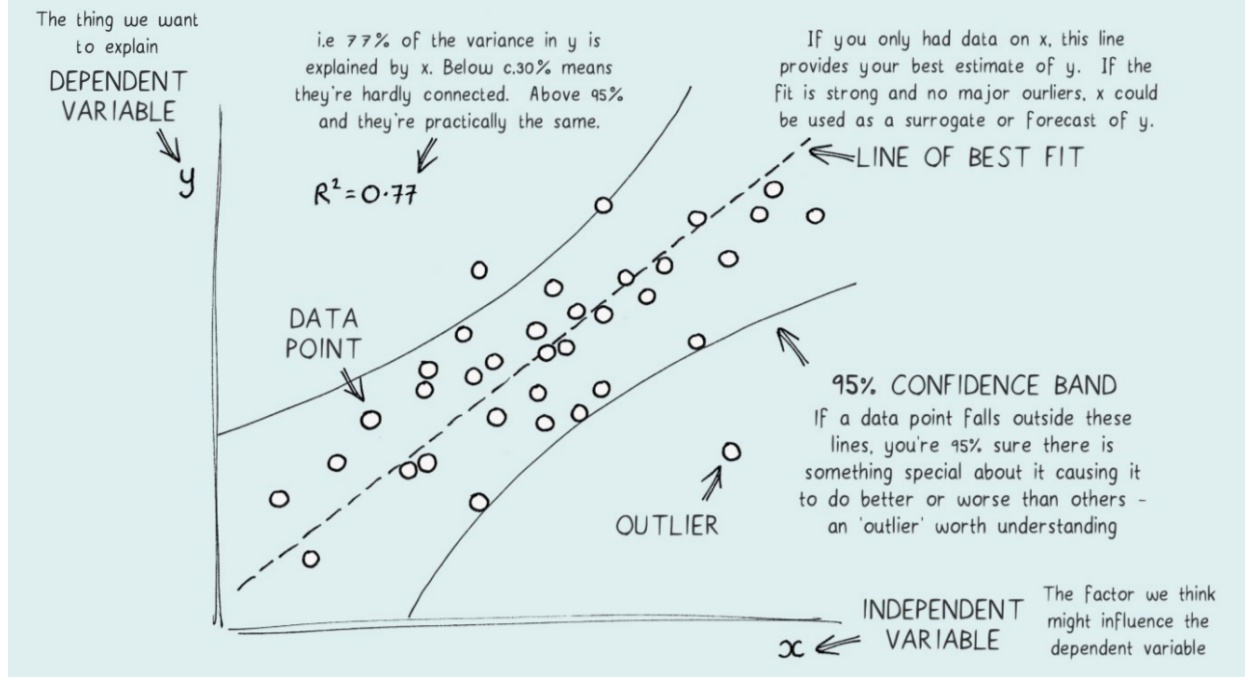 The thing we want
to explain
DEPENDENT
VARIABLE
y
i.e 77% of the variance in y is
explained by x. Below c.30% means
they're hardly connected. Above 95%
and they're practically the same.
R²=0.77
If you only had data on x, this line
provides your best estimate of y. If the
fit is strong and no major ourliers, x could
be used as a surrogate or forecast of y.
LINE OF BEST FIT
DATA
POINT
95% CONFIDENCE BAND
If a data point falls outside these
lines, you're 95% sure there is
something special about it causing it
to do better or worse than others -
an 'outlier' worth understanding
OUTLIER
INDEPENDENT
VARIABLE
x
The factor we think
might influence the
dependent variable